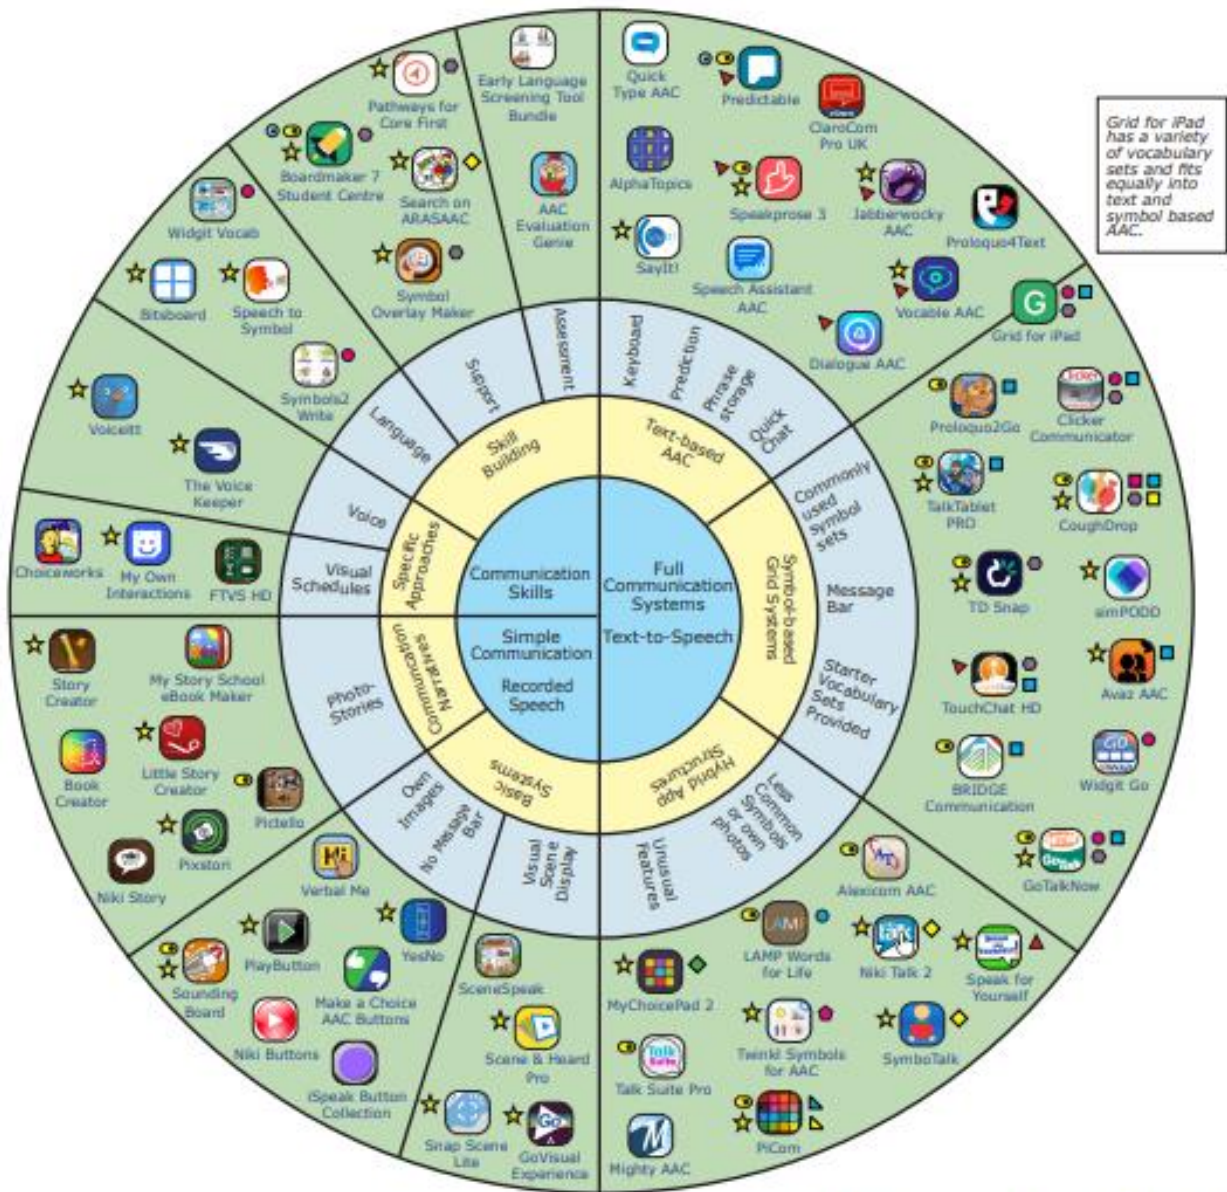 Pathways for
Core First
Boardmaker 7
Student Centre
Search on
ARASAAC
Symbol
Overlay Maker
Early Language
Screening Tool
Bundle
AAC
Evaluation
Genie
Quick
Type AAC
Predictable
ClaroCom
Pro UK
AlphaTopics
Speakprose 3
Jabberwocky
AAC
Proloquo4Text
SayIt!
Speech Assistant
AAC
Vocable AAC
Dialogue AAC
Grid for iPad
has a variety
of vocabulary
sets and fits
equally into
text and
symbol based
AAC.
G
Grid for iPad
Widgit Vocab
Bitsboard
Speech to
Symbol
Symbols2
Write
Voiceitt
The Voice
Keeper
Choiceworks
My Own
Interactions
FTVS HD
Assessment
Support
Language
Voice
Visual
Schedules
Keyboard
Prediction
Phrase
storage
Quick
Chat
Skill
Building
Text-based
AAC
Specific
Approaches
Communication
Skills
Full
Communication
Systems
Text-to-Speech
Simple
Communication
Recorded
Speech
Symbol-based
Grid Systems
Commonly
used
symbol
sets
Message
Bar
Starter
Vocabulary
Sets
Provided
Proloquo2Go
Clicker
Clicker
Communicator
TalkTablet
PRO
CoughDrop
TD Snap
simPODD
TouchChat HD
Avaz AAC
BRIDGE
Communication
GO
Widgit Go
GoTalk
GoTalkNow
Communication
Narratives
Photo-
Stories
Basic
Systems
Own
Images
No Message
Bar
Visual
Scene
Display
Hybrid App
Structures
Unusual
Features
Less
Common
Symbols
or own
photos
Story
Creator
My Story School
eBook Maker
Book
Creator
Little Story
Creator
Pictello
Pixstori
Niki Story
Hi
Verbal Me
PlayButton
YesNo
Sounding
Board
Make a Choice
AAC Buttons
Niki Buttons
iSpeak Button
Collection
SceneSpeak
Scene & Heard
Pro
Snap Scene
Lite
Go
GoVisual
Experience
Alexicom AAC
LAMP
LAMP Words
for Life
Talk
Niki Talk 2
Speak for
Yourself
MyChoicePad 2
Twinkl Symbols
for AAC
SymboTalk
Talk
Suite
Talk Suite Pro
M
Mighty AAC
PiCom